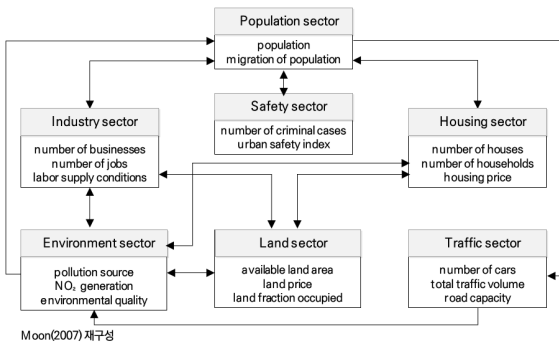 Population sector
population
migration of population
Safety sector
number of criminal cases
urban safety index
Industry sector
number of businesses
number of jobs
labor supply conditions
Housing sector
number of houses
number of households
housing price
Environment sector
pollution source
NO₂ generation
environmental quality
Land sector
available land area
land price
land fraction occupied
Traffic sector
number of cars
total traffic volume
road capacity
Moon(2007) 재구성